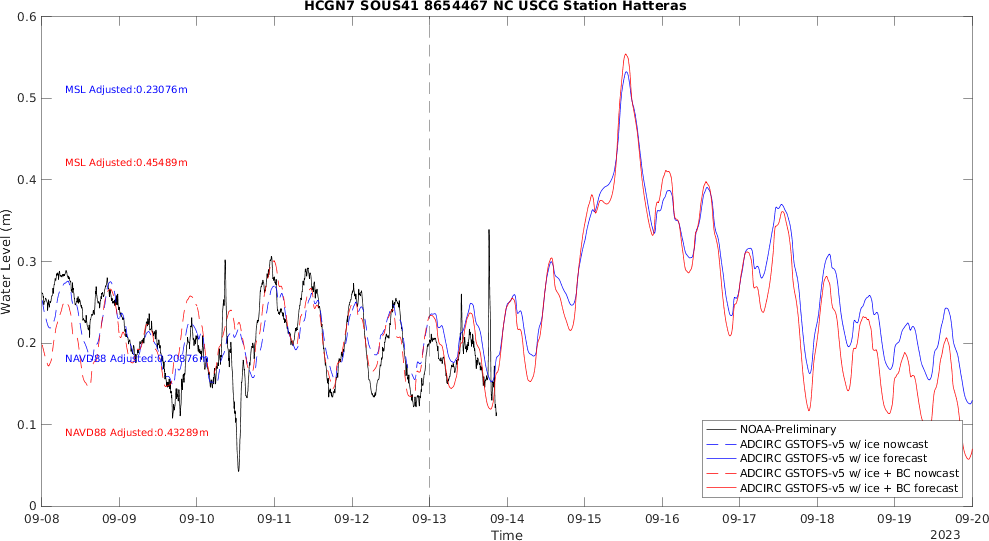 HCGN7 SOUS41 8654467 NC USCG Station Hatteras
0.6
0.5
0.4
0.3
0.2
0.1
0
Water Level (m)
MSL Adjusted:0.23076m
MSL Adjusted:0.45489m
NAVD88 Adjusted:0.20876m
NAVD88 Adjusted:0.43289m
NOAA-Preliminary
ADCIRC GSTOFS-v5 w/ ice nowcast
ADCIRC GSTOFS-v5 w/ ice forecast
ADCIRC GSTOFS-v5 w/ ice + BC nowcast
ADCIRC GSTOFS-v5 w/ ice + BC forecast
09-08 09-09 09-10 09-11 09-12 09-13 09-14 09-15 09-16 09-17 09-18 09-19 09-20
Time
2023